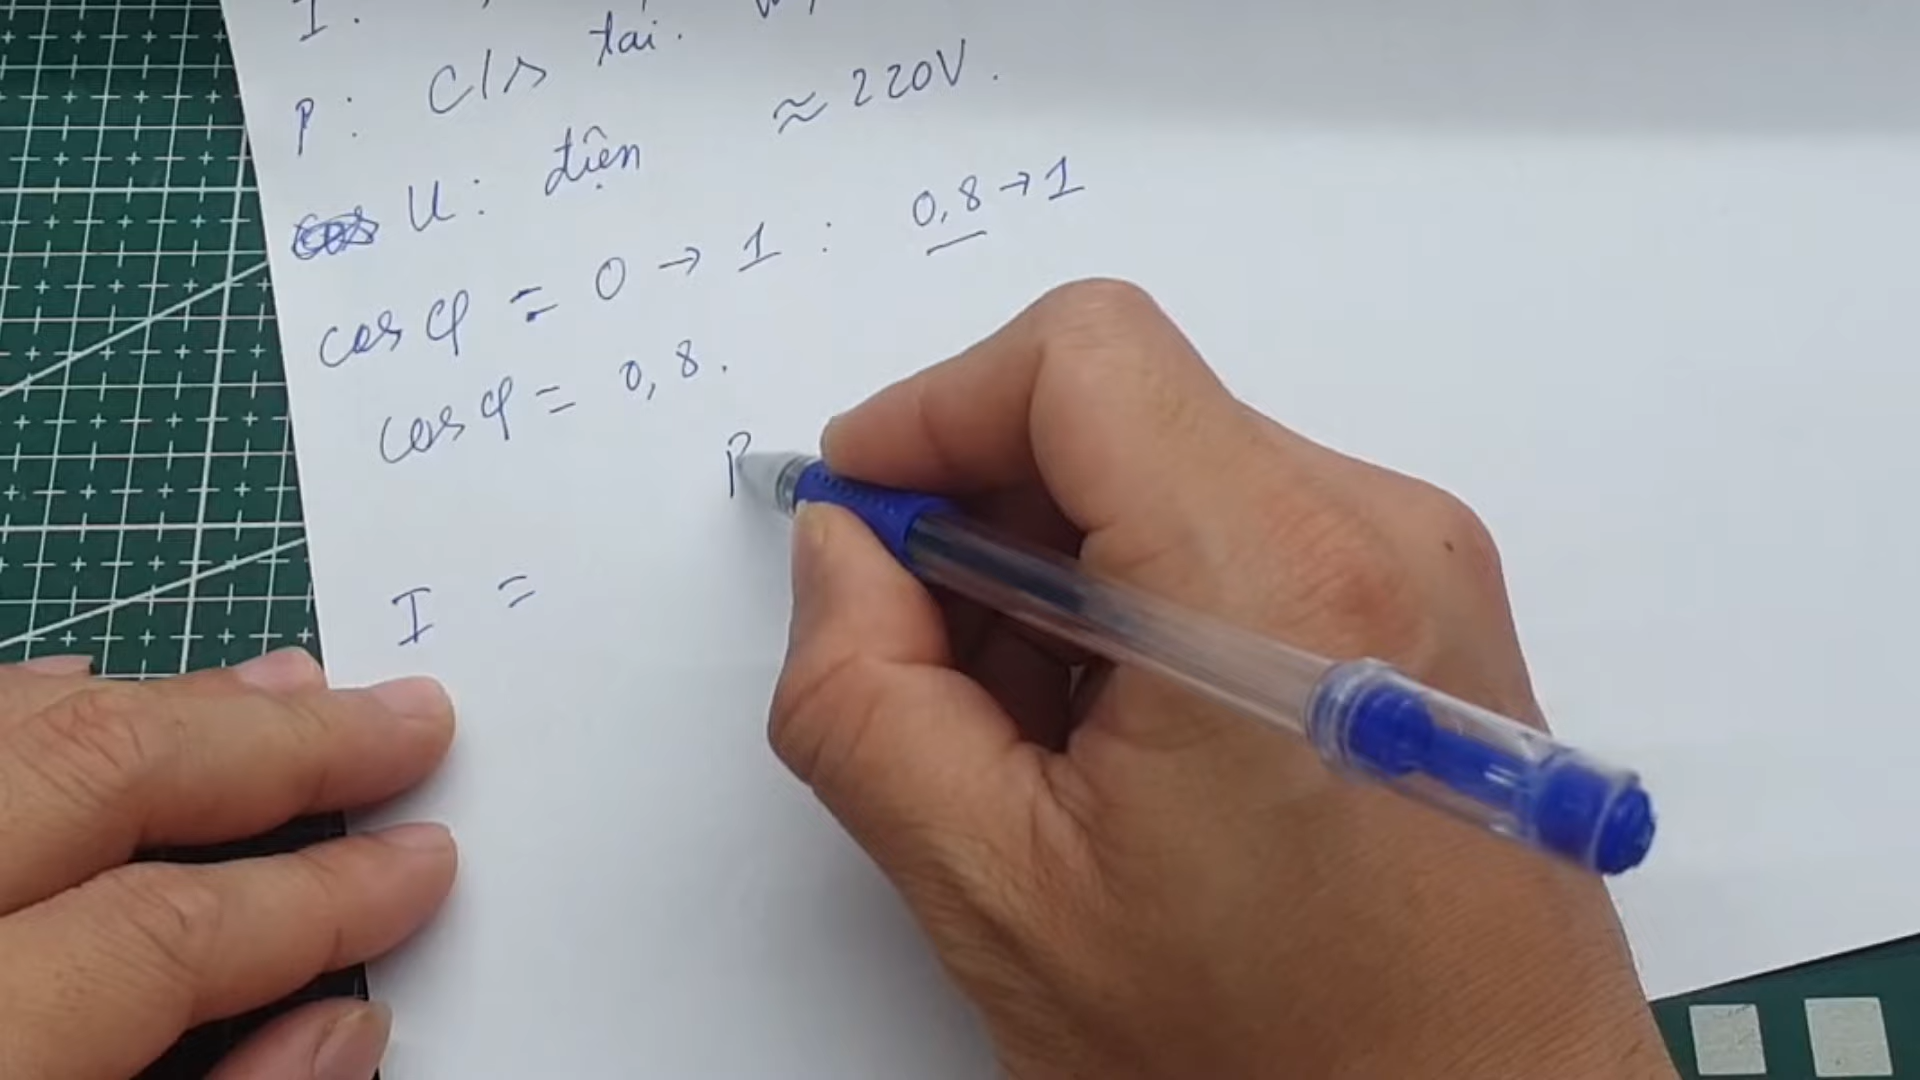 I:
P: C/s tải.
U: điện ≈ 220V.
cos φ = 0 → 1 : 0,8 → 1
cos φ = 0,8.
P
I =